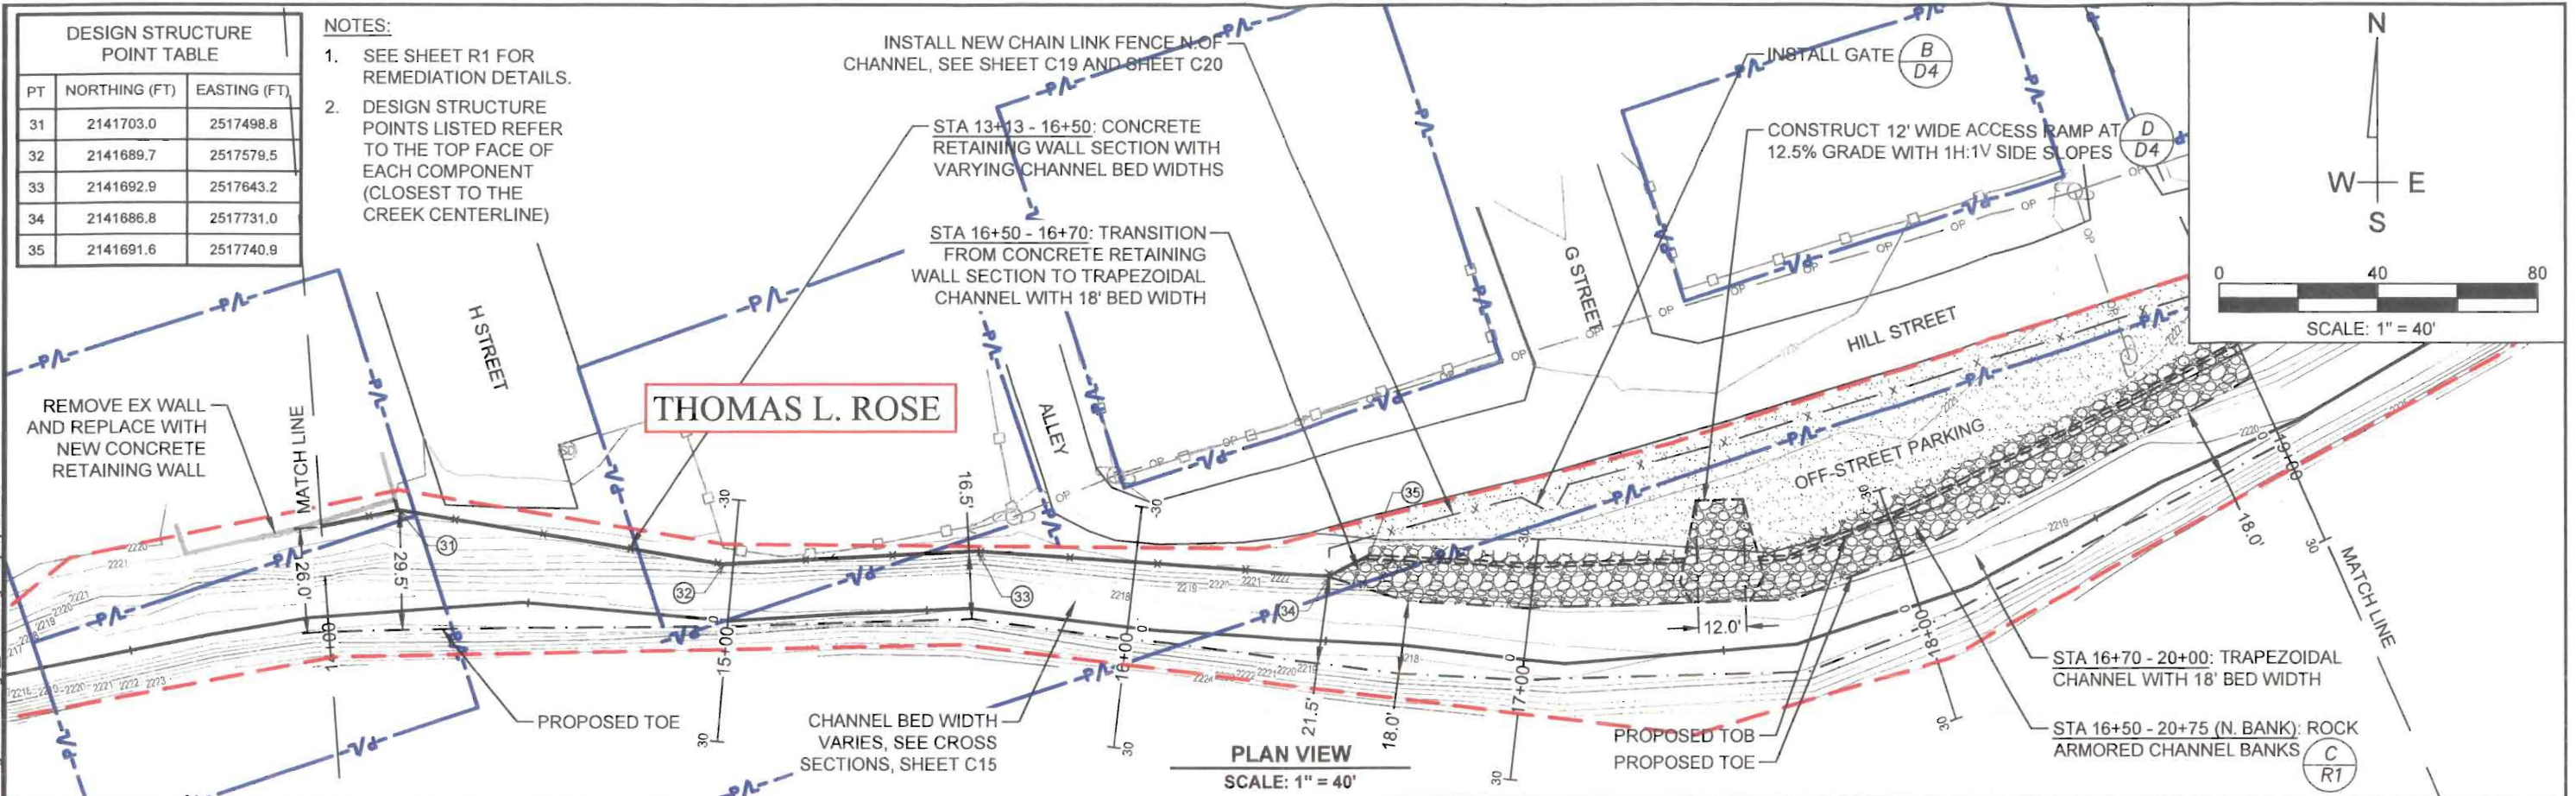 DESIGN STRUCTURE
POINT TABLE
PT NORTHING (FT) EASTING (FT)
31 2141703.0 2517498.8
32 2141689.7 2517579.5
33 2141692.9 2517643.2
34 2141686.8 2517731.0
35 2141691.6 2517740.9
NOTES:
1. SEE SHEET R1 FOR
REMEDIATION DETAILS.
2. DESIGN STRUCTURE
POINTS LISTED REFER
TO THE TOP FACE OF
EACH COMPONENT
(CLOSEST TO THE
CREEK CENTERLINE)
INSTALL NEW CHAIN LINK FENCE N.OF
CHANNEL, SEE SHEET C19 AND SHEET C20
STA 13+13 - 16+50: CONCRETE
RETAINING WALL SECTION WITH
VARYING CHANNEL BED WIDTHS
STA 16+50 - 16+70: TRANSITION
FROM CONCRETE RETAINING
WALL SECTION TO TRAPEZOIDAL
CHANNEL WITH 18' BED WIDTH
INSTALL GATE
B
D4
CONSTRUCT 12' WIDE ACCESS RAMP AT
12.5% GRADE WITH 1H:1V SIDE SLOPES
D
D4
N
W E
S
0 40 80
SCALE: 1" = 40'
H STREET
THOMAS L. ROSE
ALLEY
G STREET
HILL STREET
OFF-STREET PARKING
REMOVE EX WALL
AND REPLACE WITH
NEW CONCRETE
RETAINING WALL
MATCH LINE
26.0'
29.5'
16.5'
31
32
33
34
35
14+00
15+00
16+00
17+00
18+00
19+00
30
-30
0
21.5'
18.0'
12.0'
18.0'
MATCH LINE
PROPOSED TOE
CHANNEL BED WIDTH
VARIES, SEE CROSS
SECTIONS, SHEET C15
PLAN VIEW
SCALE: 1" = 40'
PROPOSED TOB
PROPOSED TOE
STA 16+70 - 20+00: TRAPEZOIDAL
CHANNEL WITH 18' BED WIDTH
STA 16+50 - 20+75 (N. BANK): ROCK
ARMORED CHANNEL BANKS
C
R1